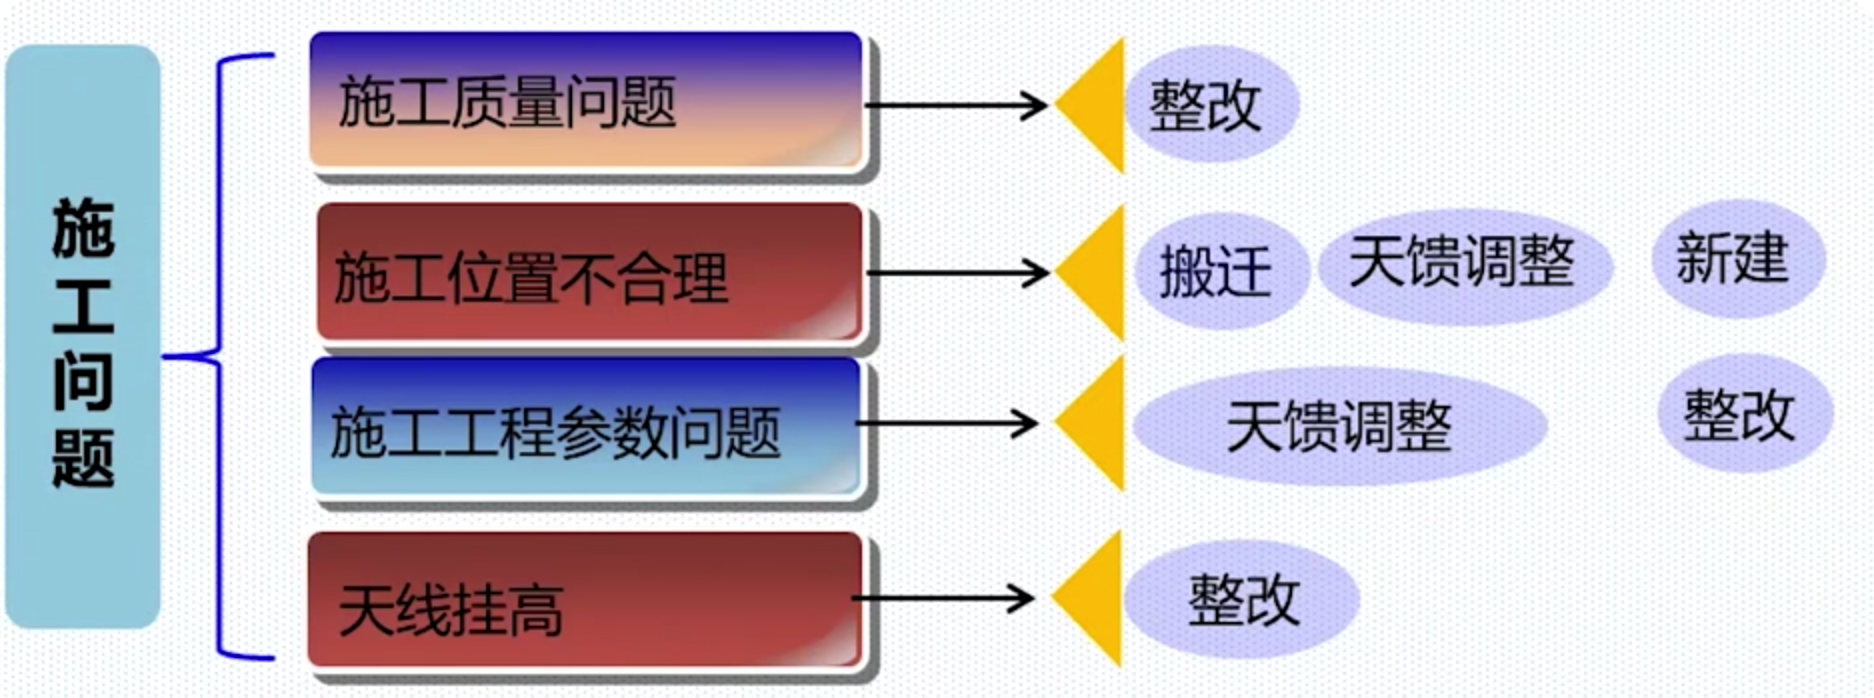 施工问题
施工质量问题
整改
施工位置不合理
搬迁
天馈调整
新建
施工工程参数问题
天馈调整
整改
天线挂高
整改